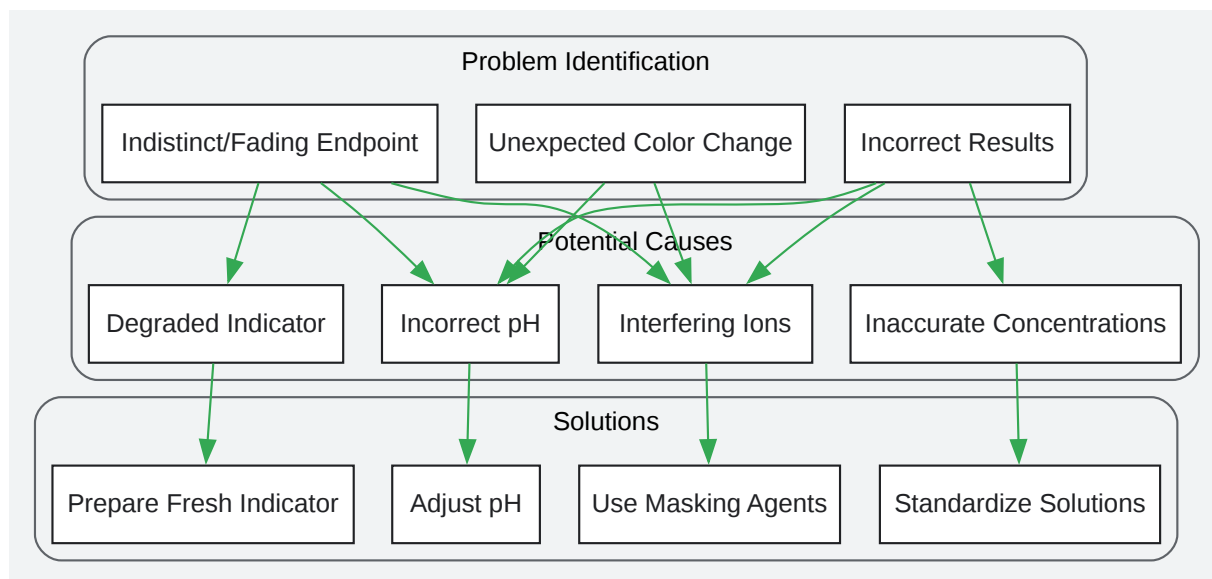 Problem Identification
Indistinct/Fading Endpoint
Unexpected Color Change
Incorrect Results
Potential Causes
Degraded Indicator
Incorrect pH
Interfering Ions
Inaccurate Concentrations
Solutions
Prepare Fresh Indicator
Adjust pH
Use Masking Agents
Standardize Solutions